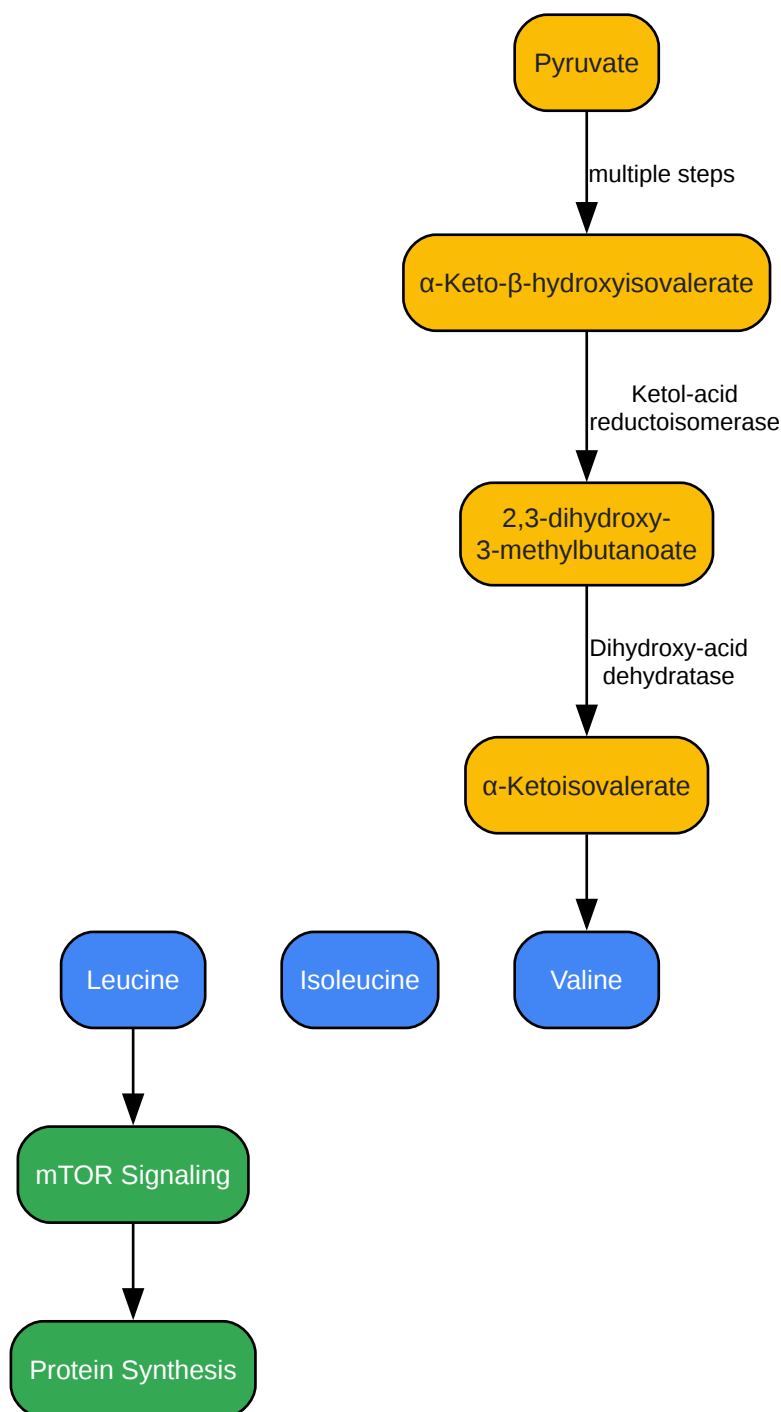 Pyruvate
multiple steps
α-Keto-β-hydroxyisovalerate
Ketol-acid
reductoisomerase
2,3-dihydroxy-
3-methylbutanoate
Dihydroxy-acid
dehydratase
α-Ketoisovalerate
Leucine
Isoleucine
Valine
mTOR Signaling
Protein Synthesis